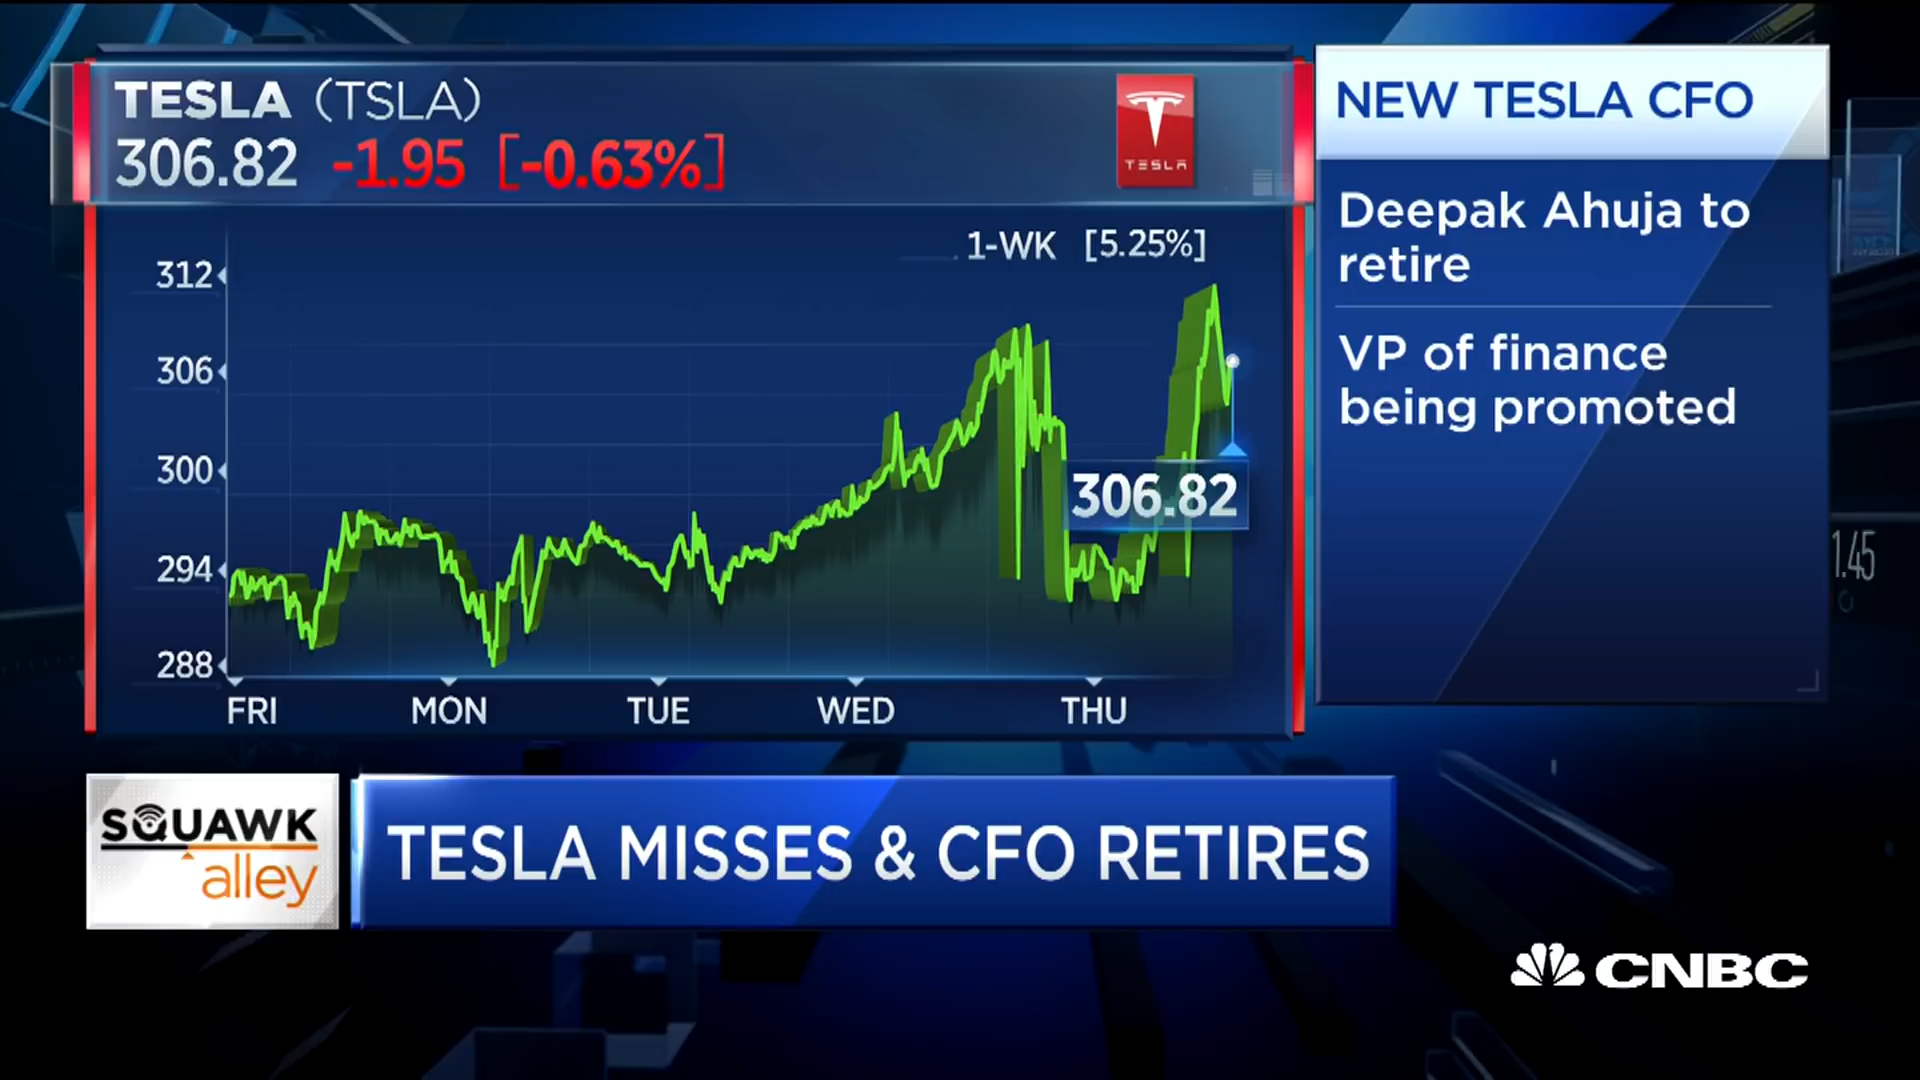 TESLA (TSLA)
306.82 -1.95 [-0.63%]
TESLA
1-WK [5.25%]
312
306
300
294
288
306.82
FRI MON TUE WED THU
NEW TESLA CFO
Deepak Ahuja to
retire
VP of finance
being promoted
1.45
SQUAWK
alley
TESLA MISSES & CFO RETIRES
CNBC